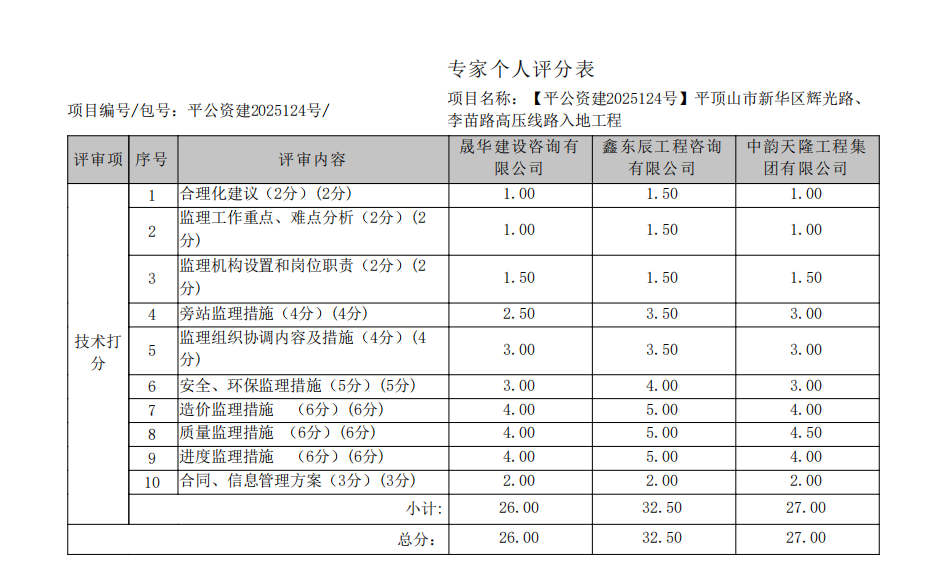 专家个人评分表
项目编号/包号：平公资建2025124号/
项目名称：【平公资建2025124号】平顶山市新华区辉光路、
李苗路高压线路入地工程
评审项 序号 评审内容 晟华建设咨询有 鑫东辰工程咨询 中韵天隆工程集
限公司 有限公司 团有限公司
1 合理化建议（2分）(2分) 1.00 1.50 1.00
2 监理工作重点、难点分析（2分）(2 1.00 1.50 1.00
分)
3 监理机构设置和岗位职责（2分）(2 1.50 1.50 1.50
分)
4 旁站监理措施（4分）(4分) 2.50 3.50 3.00
技术打
分
5 监理组织协调内容及措施（4分）(4 3.00 3.50 3.00
分)
6 安全、环保监理措施（5分）(5分) 3.00 4.00 3.00
7 造价监理措施 （6分）(6分) 4.00 5.00 4.00
8 质量监理措施 （6分）(6分) 4.00 5.00 4.50
9 进度监理措施 （6分）(6分) 4.00 5.00 4.00
10 合同、信息管理方案（3分）(3分) 2.00 2.00 2.00
小计: 26.00 32.50 27.00
总分： 26.00 32.50 27.00